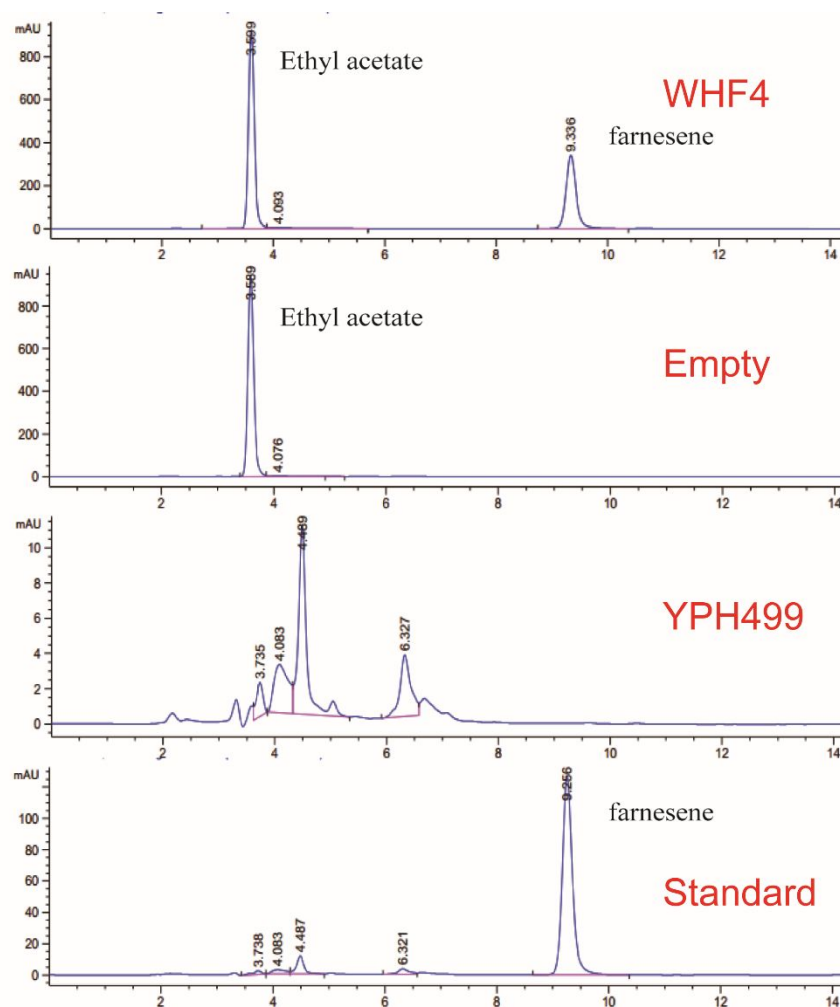 mAU
3.599
Ethyl acetate
WHF4
800
600
400
200
0
4.093
9.336
farnesene
2 4 6 8 10 12 14
mAU
3.589
Ethyl acetate
Empty
800
600
400
200
0
4.076
2 4 6 8 10 12 14
mAU
4.489
YPH499
10
8
6
4
2
0
3.735
4.083
6.327
2 4 6 8 10 12 14
mAU
9.256
farnesene
Standard
100
80
60
40
20
0
3.738
4.083
4.487
6.321
2 4 6 8 10 12 14